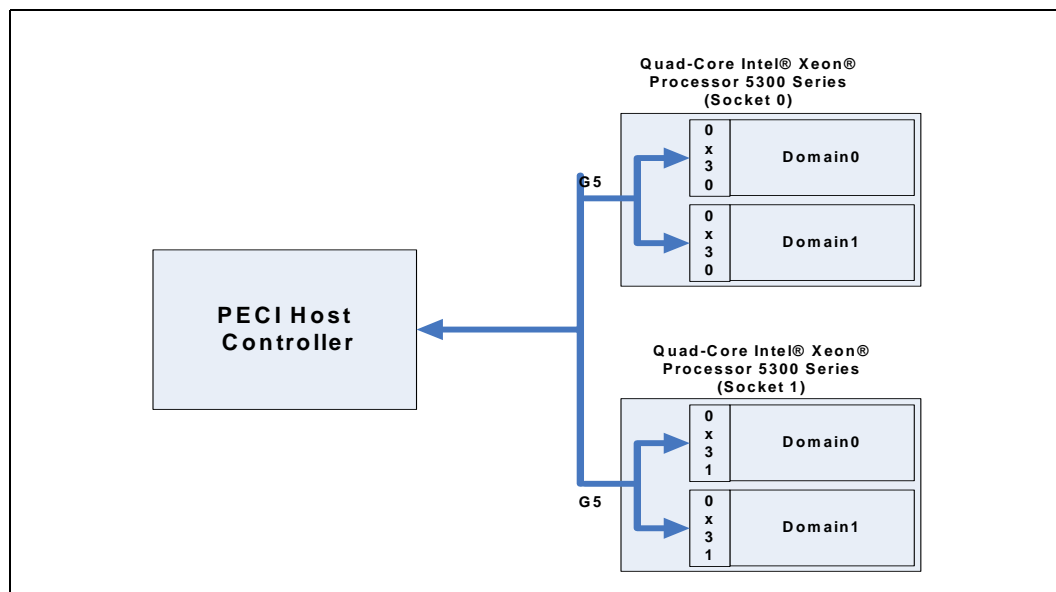 Quad-Core Intel® Xeon®
Processor 5300 Series
(Socket 0)
0
x
3
0
Domain0
G5
0
x
3
0
Domain1
PECI Host
Controller
Quad-Core Intel® Xeon®
Processor 5300 Series
(Socket 1)
0
x
3
1
Domain0
G5
0
x
3
1
Domain1